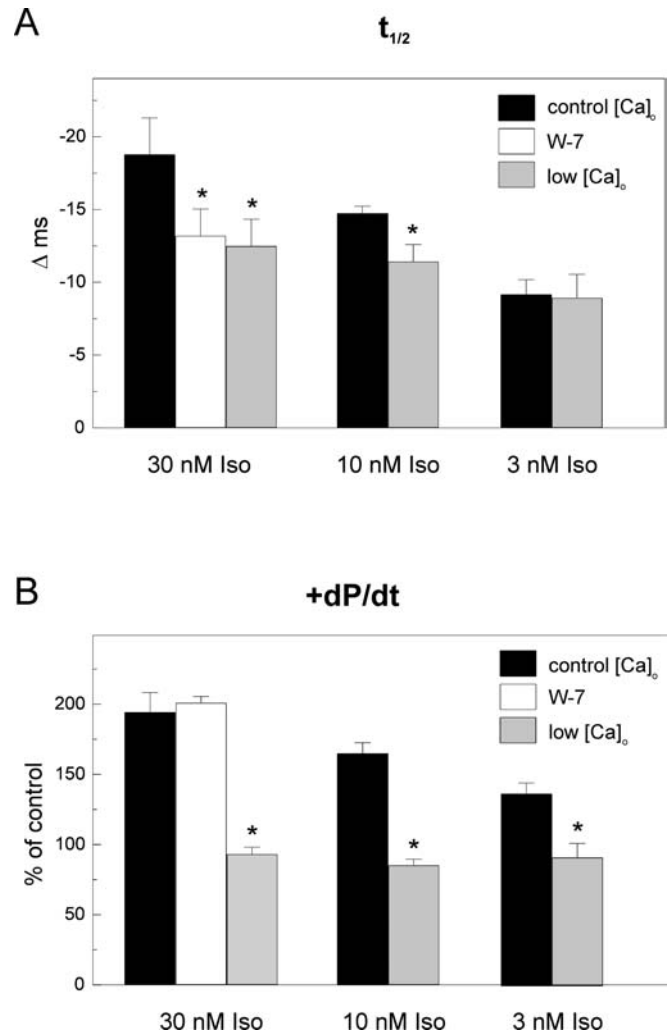 A
t1/2
control [Ca]o
W-7
low [Ca]o
-20
-15
-10
-5
0
Δ ms
* * *
30 nM Iso 10 nM Iso 3 nM Iso
B
+dP/dt
control [Ca]o
W-7
low [Ca]o
200
150
100
50
0
% of control
* * *
30 nM Iso 10 nM Iso 3 nM Iso